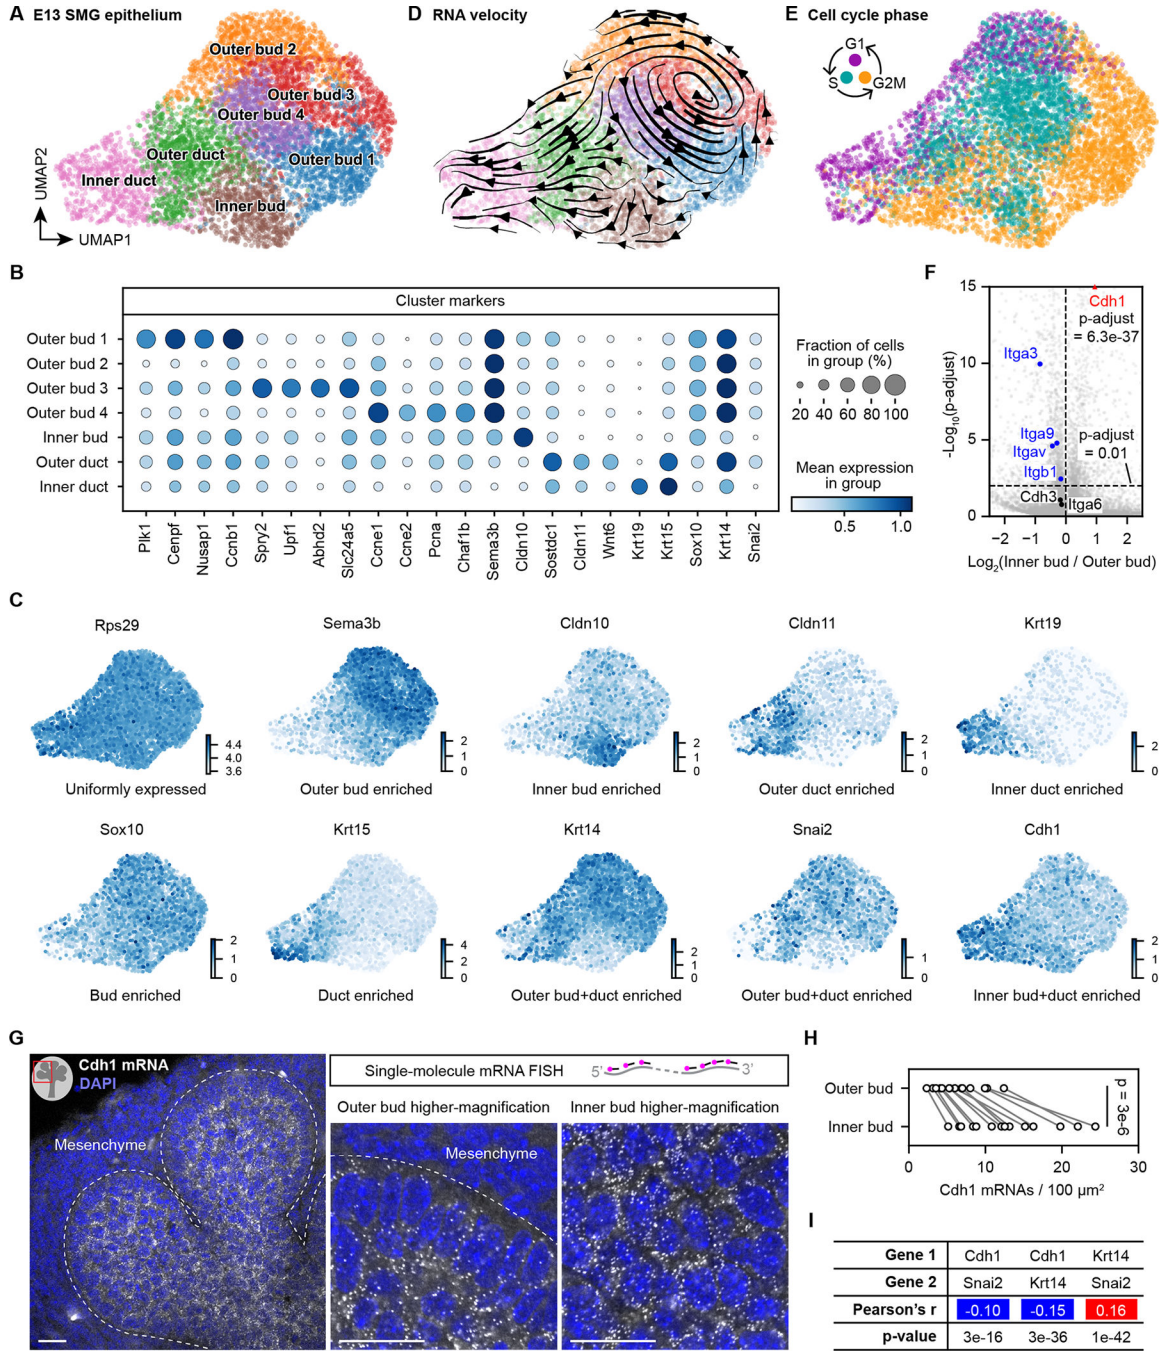 A E13 SMG epithelium
Outer bud 2
Outer bud 3
Outer bud 4
Outer duct
Outer bud 1
Inner duct
Inner bud
UMAP2
UMAP1
D RNA velocity
E Cell cycle phase
G1
S
G2M
B
Cluster markers
Outer bud 1
Outer bud 2
Outer bud 3
Outer bud 4
Inner bud
Outer duct
Inner duct
Plk1
Cenpf
Nusap1
Ccnb1
Spry2
Upf1
Abhd2
Slc24a5
Ccne1
Ccne2
Pcna
Chaf1b
Sema3b
Cldn10
Sostdc1
Cldn11
Wnt6
Krt19
Krt15
Sox10
Krt14
Snai2
Fraction of cells
in group (%)
20 40 60 80 100
Mean expression
in group
0.5 1.0
F
15
10
5
0
-Log10(p-adjust)
Cdh1
p-adjust
= 6.3e-37
Itga3
Itga9
Itgav
Itgb1
p-adjust
= 0.01
Cdh3
Itga6
−2 −1 0 1 2
Log2(Inner bud / Outer bud)
C
Rps29
4.4
4.0
3.6
Uniformly expressed
Sema3b
2
1
0
Outer bud enriched
Cldn10
2
1
0
Inner bud enriched
Cldn11
2
1
0
Outer duct enriched
Krt19
2
0
Inner duct enriched
Sox10
2
1
0
Bud enriched
Krt15
4
2
0
Duct enriched
Krt14
2
1
0
Outer bud+duct enriched
Snai2
1
0
Outer bud+duct enriched
Cdh1
2
1
0
Inner bud+duct enriched
G
Cdh1 mRNA
DAPI
Mesenchyme
Single-molecule mRNA FISH
5'
3'
Outer bud higher-magnification
Mesenchyme
Inner bud higher-magnification
H
Outer bud
Inner bud
p = 3e-6
0 10 20 30
Cdh1 mRNAs / 100 µm²
I
Gene 1 Cdh1 Cdh1 Krt14
Gene 2 Snai2 Krt14 Snai2
Pearson's r -0.10 -0.15 0.16
p-value 3e-16 3e-36 1e-42